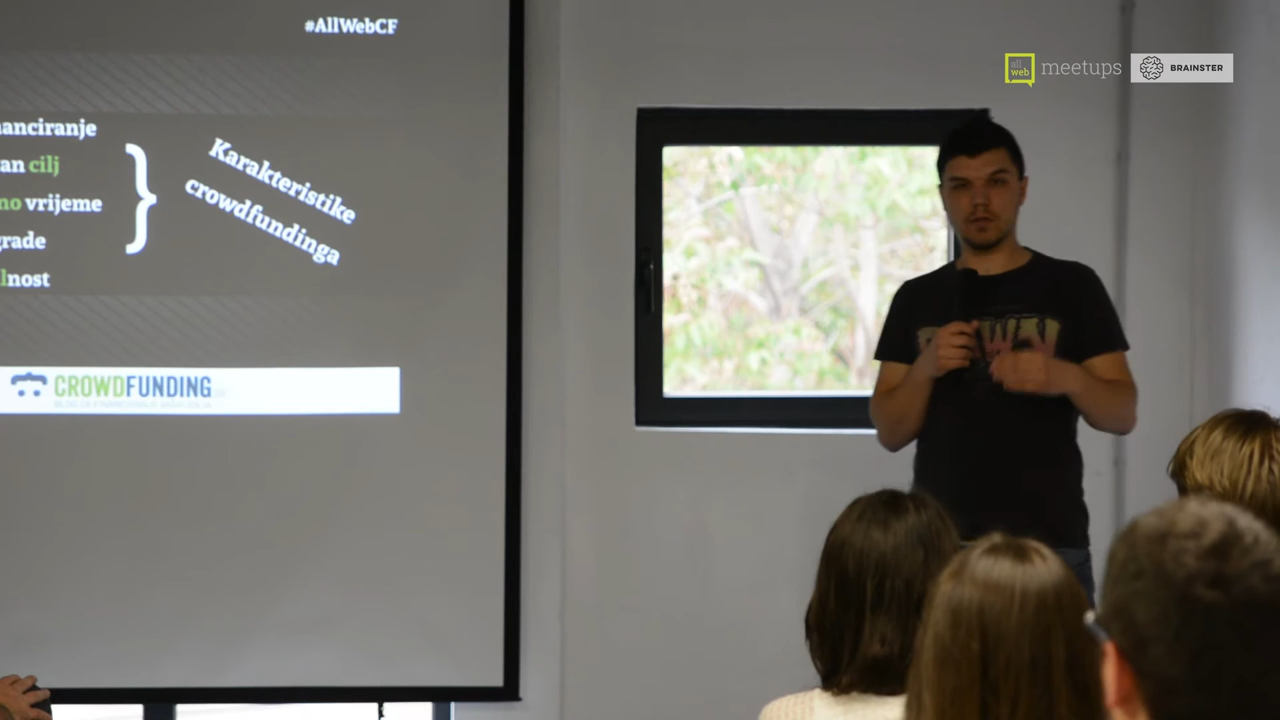 #AllWebCF
all web meetups
BRAINSTER
anciranje
an cilj
no vrijeme
grade
lnost
}
Karakteristike
crowdfundinga
CROWDFUNDING